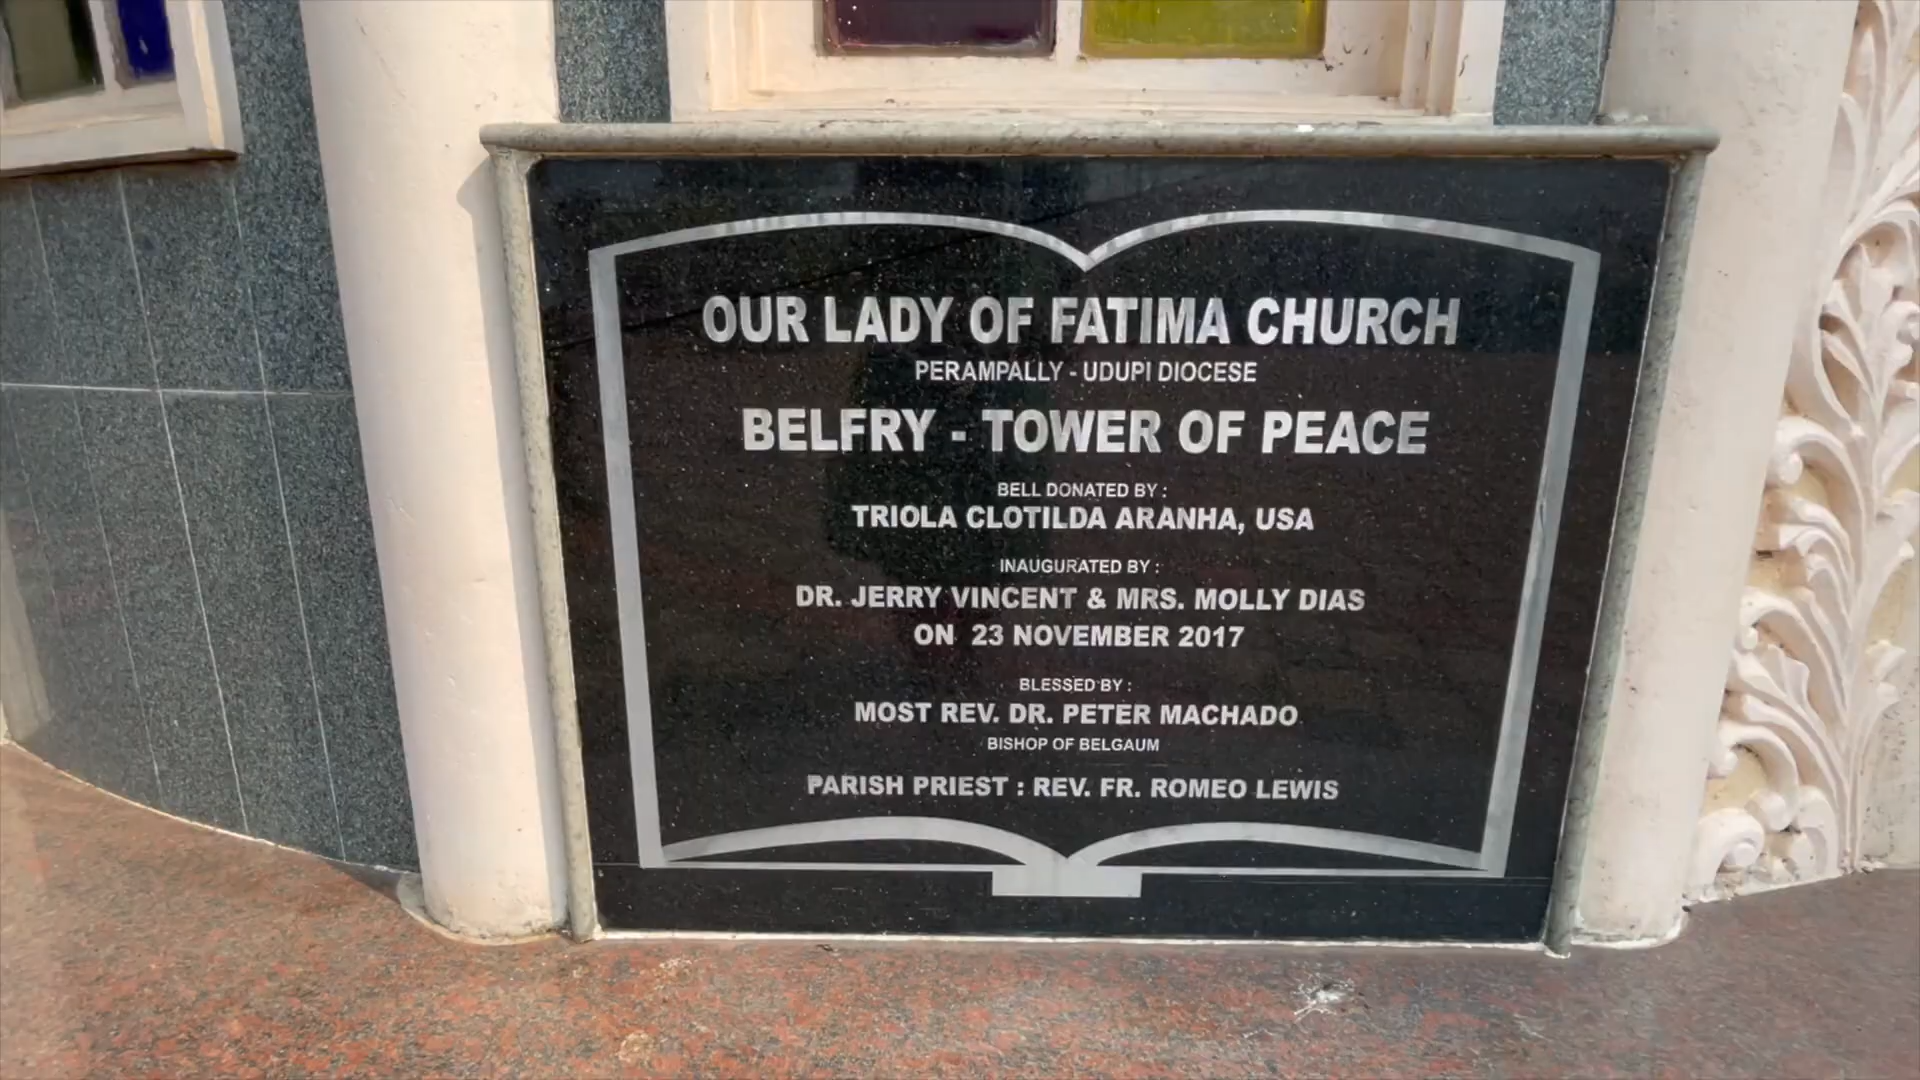 OUR LADY OF FATIMA CHURCH
PERAMPALLY - UDUPI DIOCESE
BELFRY - TOWER OF PEACE
BELL DONATED BY :
TRIOLA CLOTILDA ARANHA, USA
INAUGURATED BY :
DR. JERRY VINCENT & MRS. MOLLY DIAS
ON 23 NOVEMBER 2017
BLESSED BY :
MOST REV. DR. PETER MACHADO
BISHOP OF BELGAUM
PARISH PRIEST : REV. FR. ROMEO LEWIS